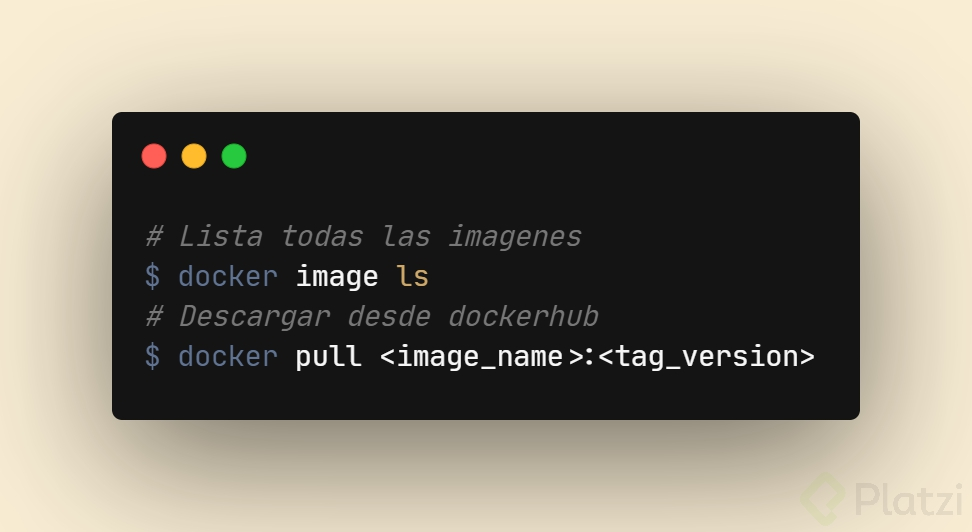 # Lista todas las imagenes
$ docker image ls
# Descargar desde dockerhub
$ docker pull <image_name>:<tag_version>
Platzi